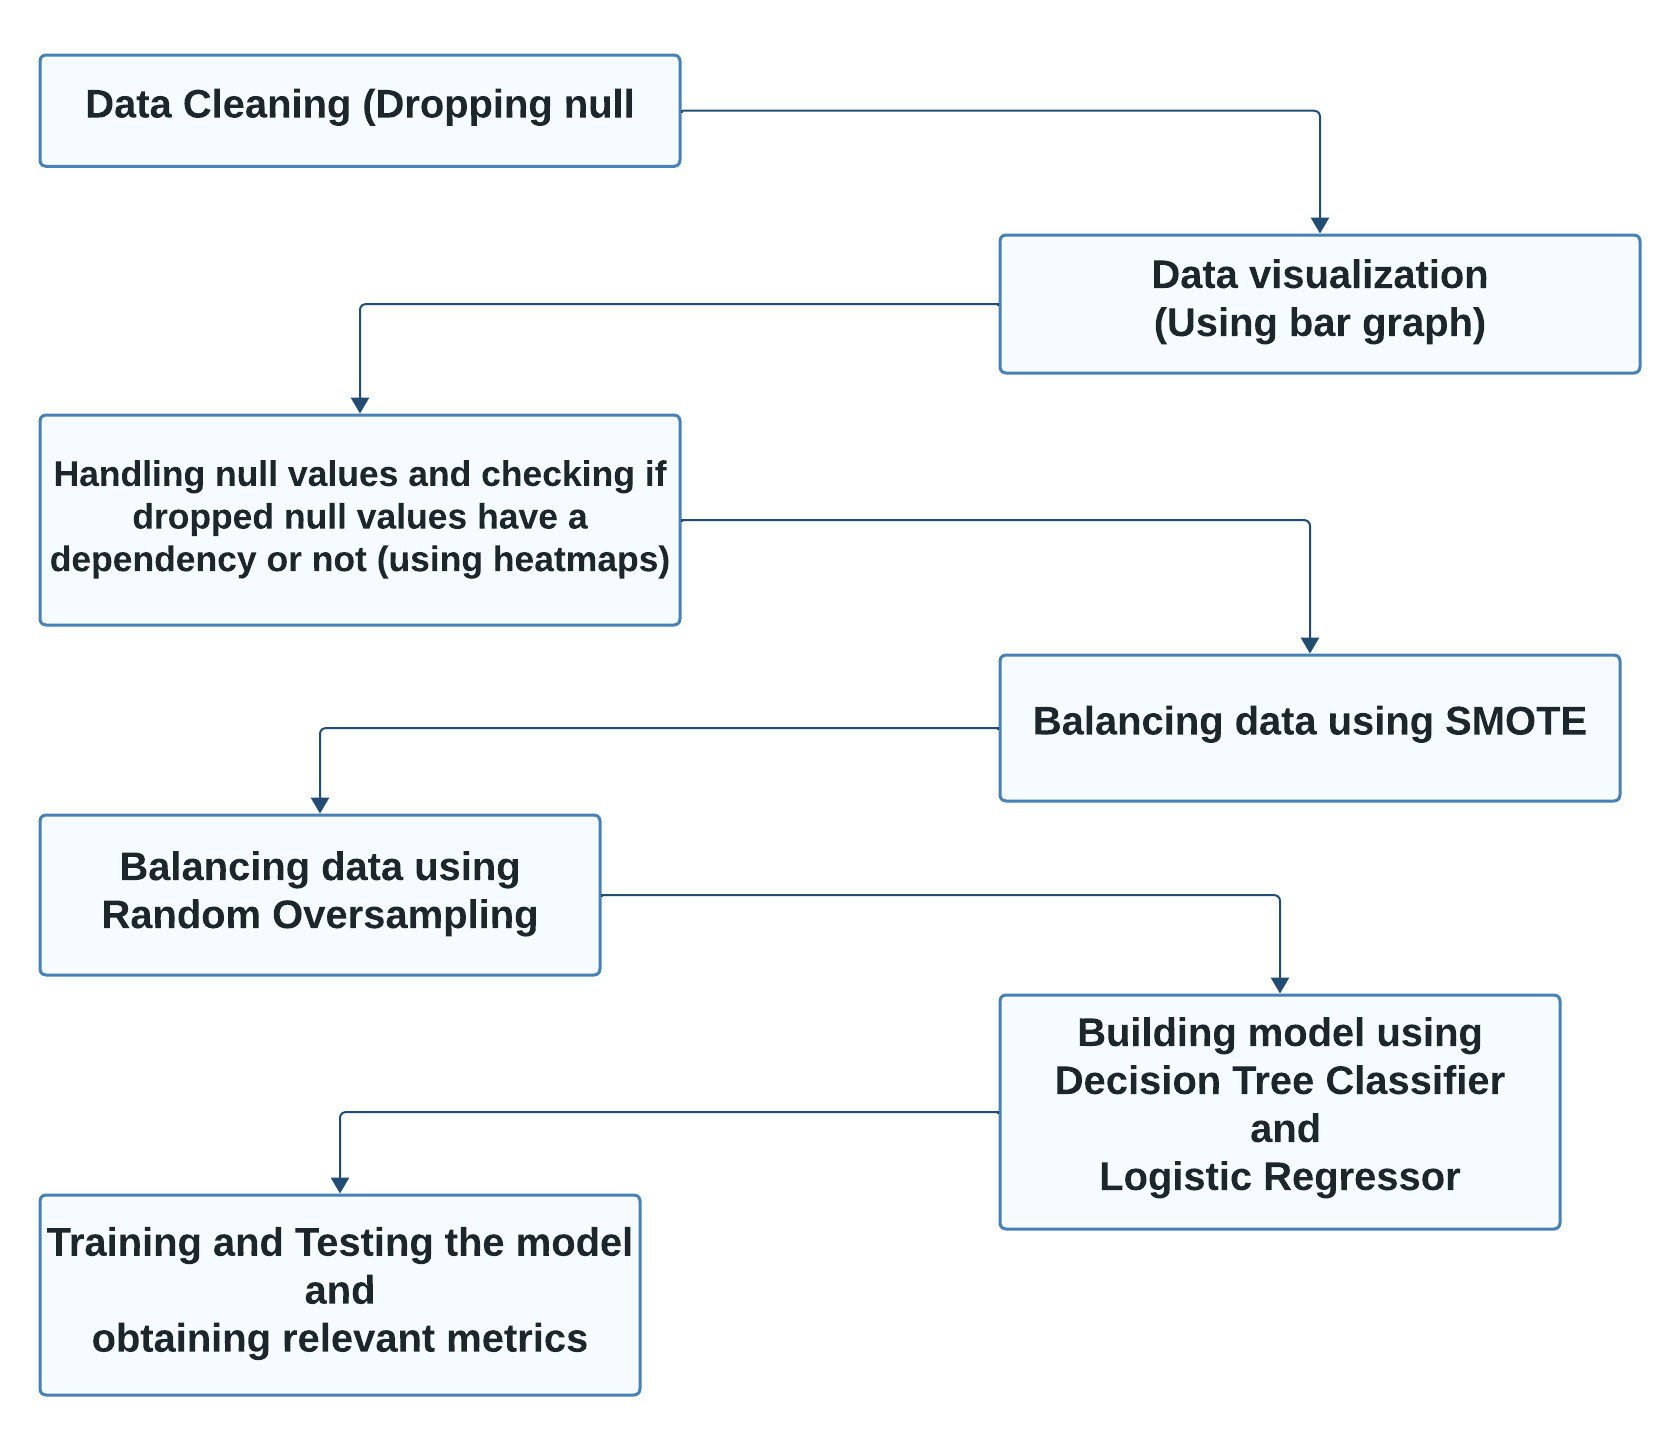 Data Cleaning (Dropping null
Data visualization
(Using bar graph)
Handling null values and checking if
dropped null values have a
dependency or not (using heatmaps)
Balancing data using SMOTE
Balancing data using
Random Oversampling
Building model using
Decision Tree Classifier
and
Logistic Regressor
Training and Testing the model
and
obtaining relevant metrics